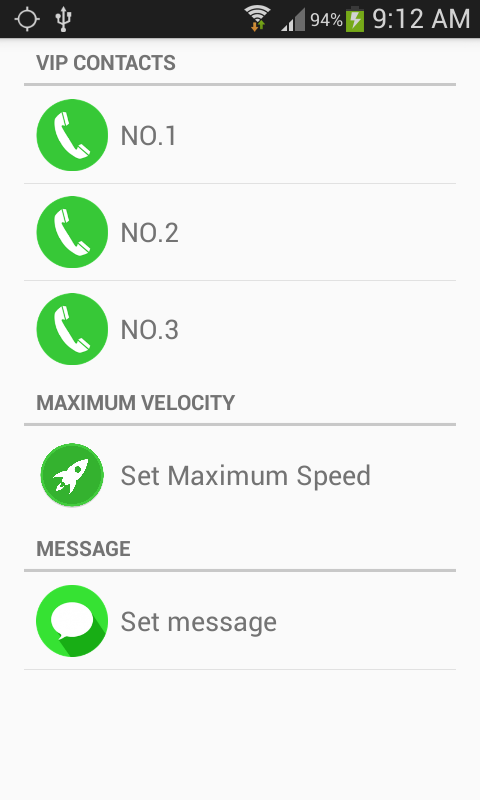 94% 9:12 AM
VIP CONTACTS
NO.1
NO.2
NO.3
MAXIMUM VELOCITY
Set Maximum Speed
MESSAGE
Set message